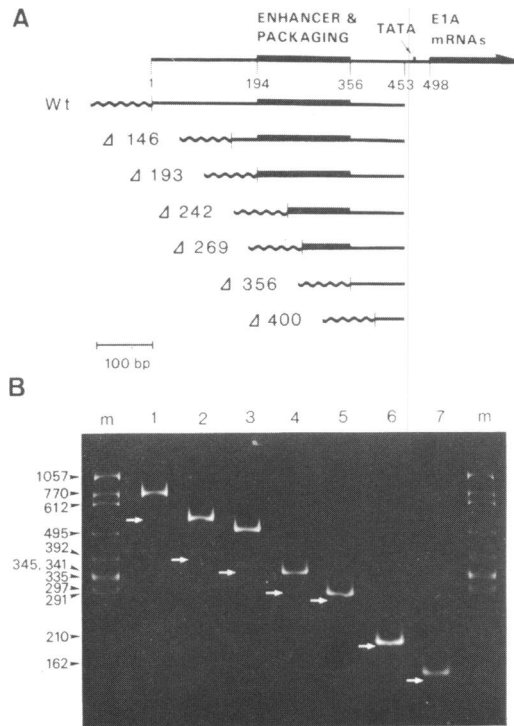 A
ENHANCER &
PACKAGING
TATA
E1A
mRNAs
1 194 356 453 498
Wt
Δ 146
Δ 193
Δ 242
Δ 269
Δ 356
Δ 400
100 bp
B
m 1 2 3 4 5 6 7 m
1057
770
612
495
392
345, 341
335
297
291
210
162